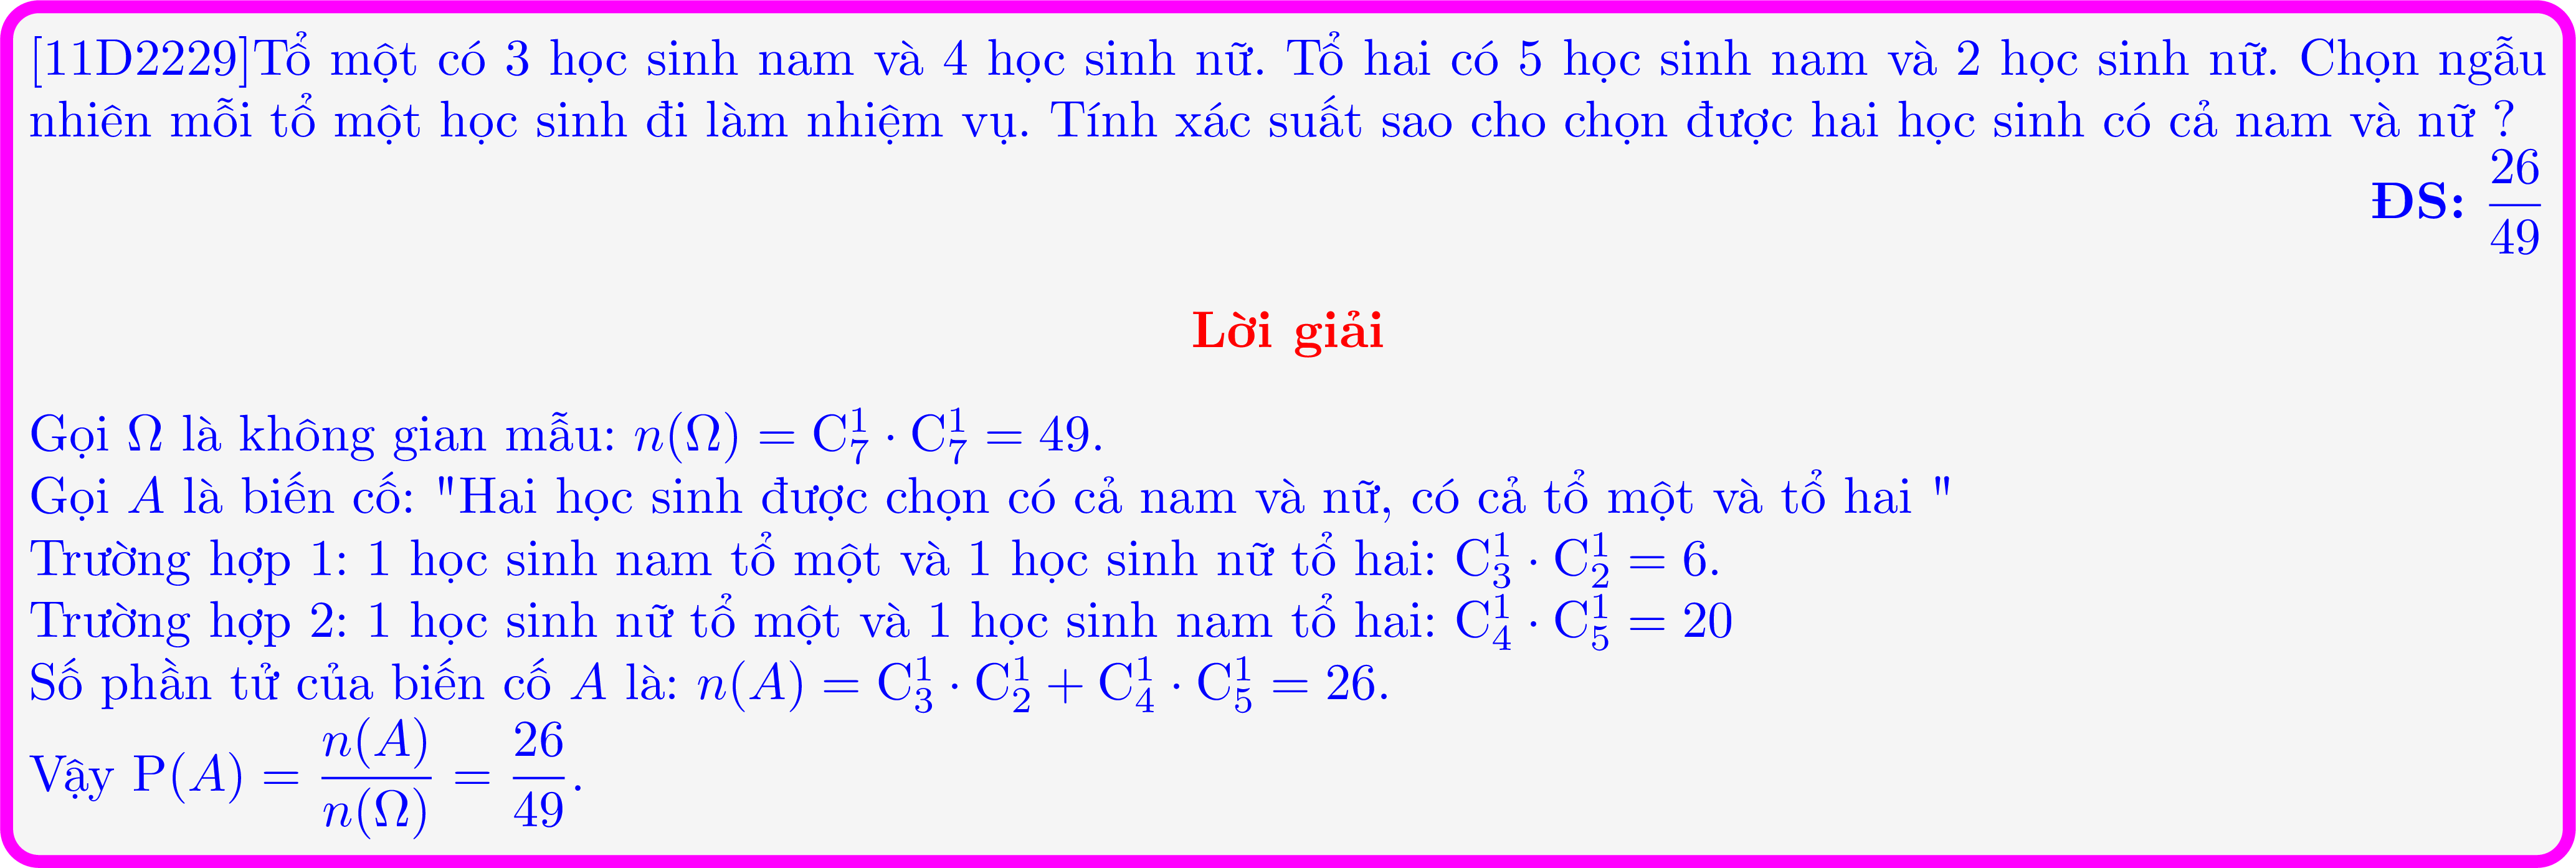 [11D2229]Tổ một có 3 học sinh nam và 4 học sinh nữ. Tổ hai có 5 học sinh nam và 2 học sinh nữ. Chọn ngẫu
nhiên mỗi tổ một học sinh đi làm nhiệm vụ. Tính xác suất sao cho chọn được hai học sinh có cả nam và nữ ?
ĐS: $\dfrac{26}{49}$
Lời giải
Gọi Ω là không gian mẫu: $n(\Omega) = \mathrm{C}_7^1 \cdot \mathrm{C}_7^1 = 49.$
Gọi $A$ là biến cố: "Hai học sinh được chọn có cả nam và nữ, có cả tổ một và tổ hai "
Trường hợp 1: 1 học sinh nam tổ một và 1 học sinh nữ tổ hai: $\mathrm{C}_3^1 \cdot \mathrm{C}_2^1 = 6.$
Trường hợp 2: 1 học sinh nữ tổ một và 1 học sinh nam tổ hai: $\mathrm{C}_4^1 \cdot \mathrm{C}_5^1 = 20$
Số phần tử của biến cố $A$ là: $n(A) = \mathrm{C}_3^1 \cdot \mathrm{C}_2^1 + \mathrm{C}_4^1 \cdot \mathrm{C}_5^1 = 26.$
Vậy $\mathrm{P}(A) = \dfrac{n(A)}{n(\Omega)} = \dfrac{26}{49}.$